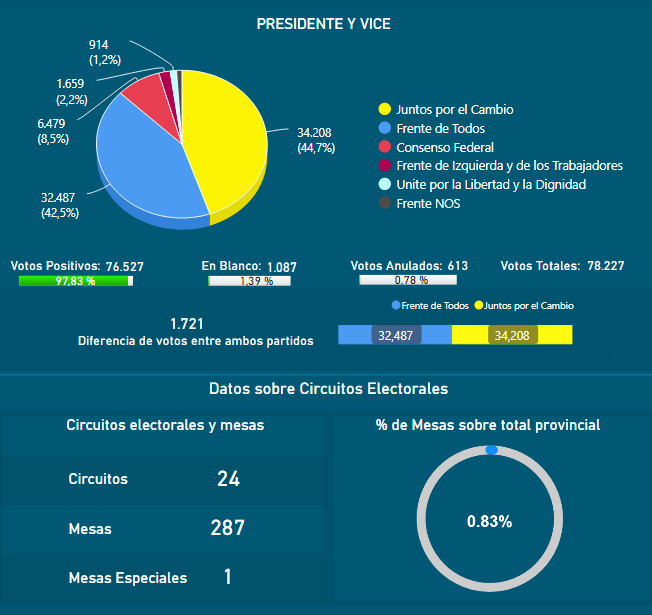 PRESIDENTE Y VICE
914
(1,2%)
1.659
(2,2%)
6.479
(8,5%)
32.487
(42,5%)
34.208
(44,7%)
Juntos por el Cambio
Frente de Todos
Consenso Federal
Frente de Izquierda y de los Trabajadores
Unite por la Libertad y la Dignidad
Frente NOS
Votos Positivos: 76.527
97,83 %
En Blanco: 1.087
1,39 %
Votos Anulados: 613
0,78 %
Votos Totales: 78.227
1.721
Diferencia de votos entre ambos partidos
Frente de Todos Juntos por el Cambio
32,487 34,208
Datos sobre Circuitos Electorales
Circuitos electorales y mesas
Circuitos 24
Mesas 287
Mesas Especiales 1
% de Mesas sobre total provincial
0.83%